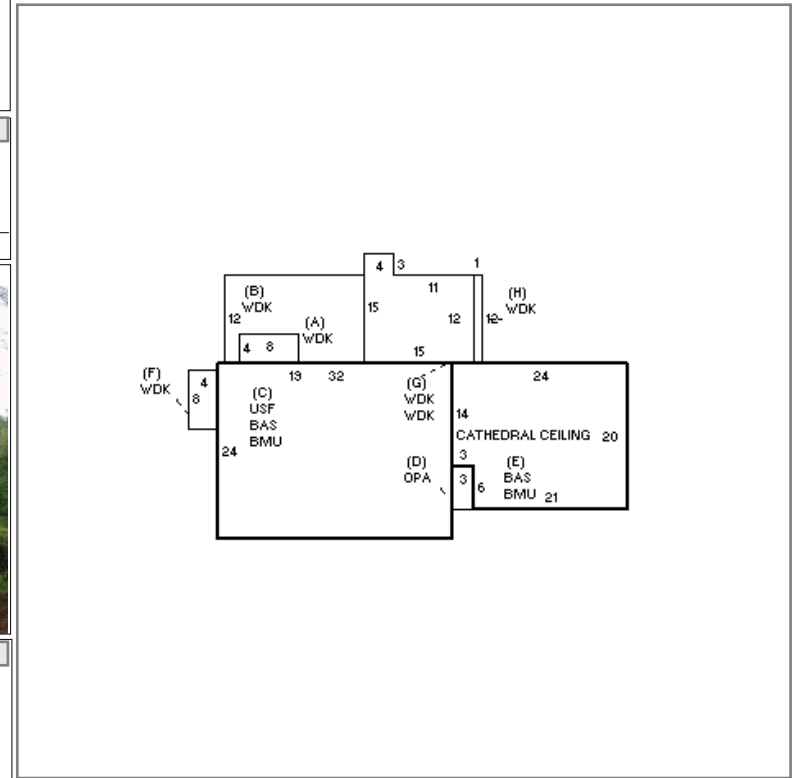 4 3 1
(B)
WDK
11
(H)
WDK
12
15
12
12
(A)
WDK
4 8
15
(F)
WDK
4
8
19 32
(G)
WDK
WDK
24
(C)
USF
BAS
BMU
14
CATHEDRAL CEILING 20
24
(D)
OPA
3
3
6
(E)
BAS
BMU 21